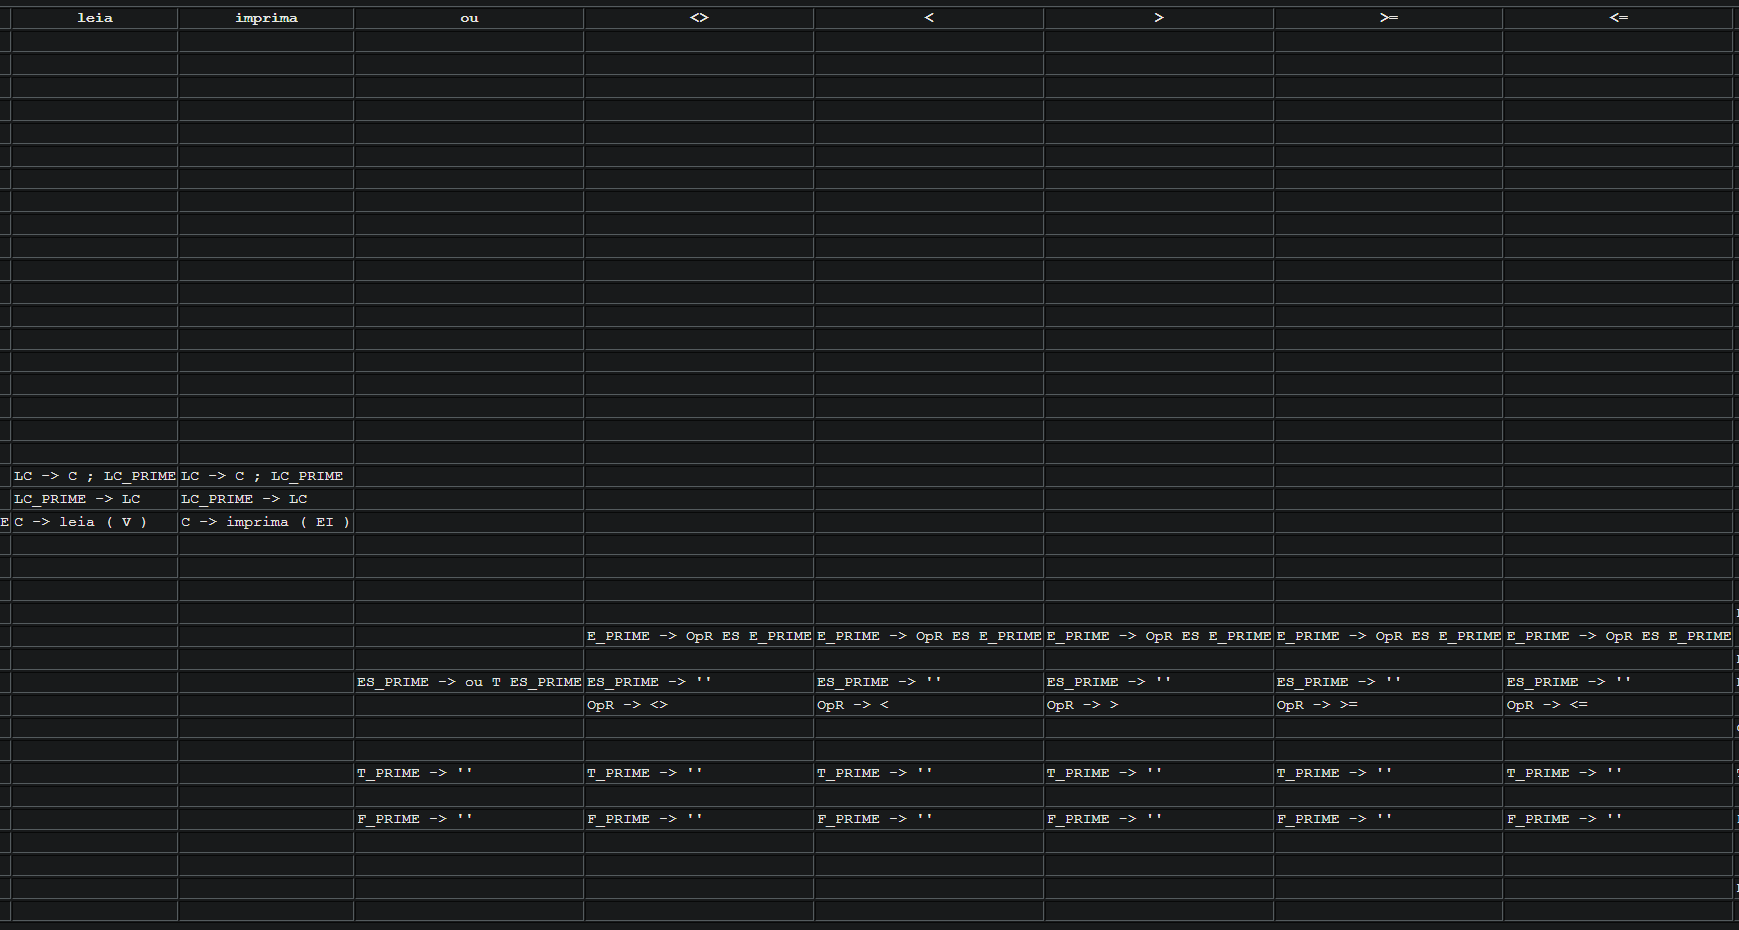 leia imprima ou <> < > >= <=
LC -> C ; LC_PRIME LC -> C ; LC_PRIME
LC_PRIME -> LC LC_PRIME -> LC
E C -> leia ( V ) C -> imprima ( EI )
E_PRIME -> OpR ES E_PRIME E_PRIME -> OpR ES E_PRIME E_PRIME -> OpR ES E_PRIME E_PRIME -> OpR ES E_PRIME E_PRIME -> OpR ES E_PRIME
ES_PRIME -> ou T ES_PRIME ES_PRIME -> '' ES_PRIME -> '' ES_PRIME -> '' ES_PRIME -> '' ES_PRIME -> ''
OpR -> <> OpR -> < OpR -> > OpR -> >= OpR -> <=
T_PRIME -> '' T_PRIME -> '' T_PRIME -> '' T_PRIME -> '' T_PRIME -> '' T_PRIME -> ''
F_PRIME -> '' F_PRIME -> '' F_PRIME -> '' F_PRIME -> '' F_PRIME -> '' F_PRIME -> ''